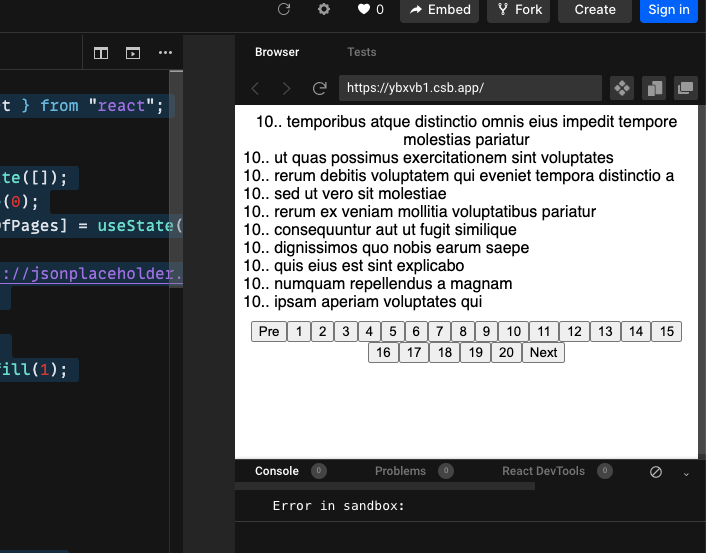 0 Embed Fork Create Sign in
Browser Tests
https://ybxvb1.csb.app/
t } from "react";
te([]);
(0);
fPages] = useState(
://jsonplaceholder.
ill(1);
10.. temporibus atque distinctio omnis eius impedit tempore
molestias pariatur
10.. ut quas possimus exercitationem sint voluptates
10.. rerum debitis voluptatem qui eveniet tempora distinctio a
10.. sed ut vero sit molestiae
10.. rerum ex veniam mollitia voluptatibus pariatur
10.. consequuntur aut ut fugit similique
10.. dignissimos quo nobis earum saepe
10.. quis eius est sint explicabo
10.. numquam repellendus a magnam
10.. ipsam aperiam voluptates qui
Pre 1 2 3 4 5 6 7 8 9 10 11 12 13 14 15
16 17 18 19 20 Next
Console 0 Problems 0 React DevTools 0
Error in sandbox: